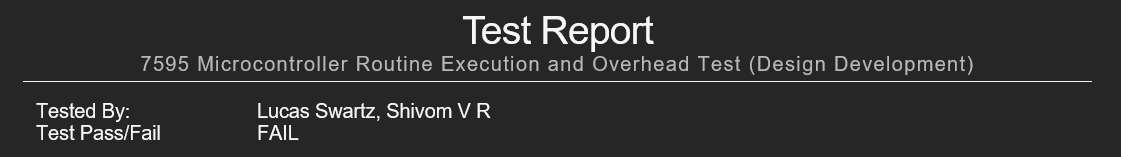 Test Report
7595 Microcontroller Routine Execution and Overhead Test (Design Development)
Tested By: Lucas Swartz, Shivom V R
Test Pass/Fail FAIL